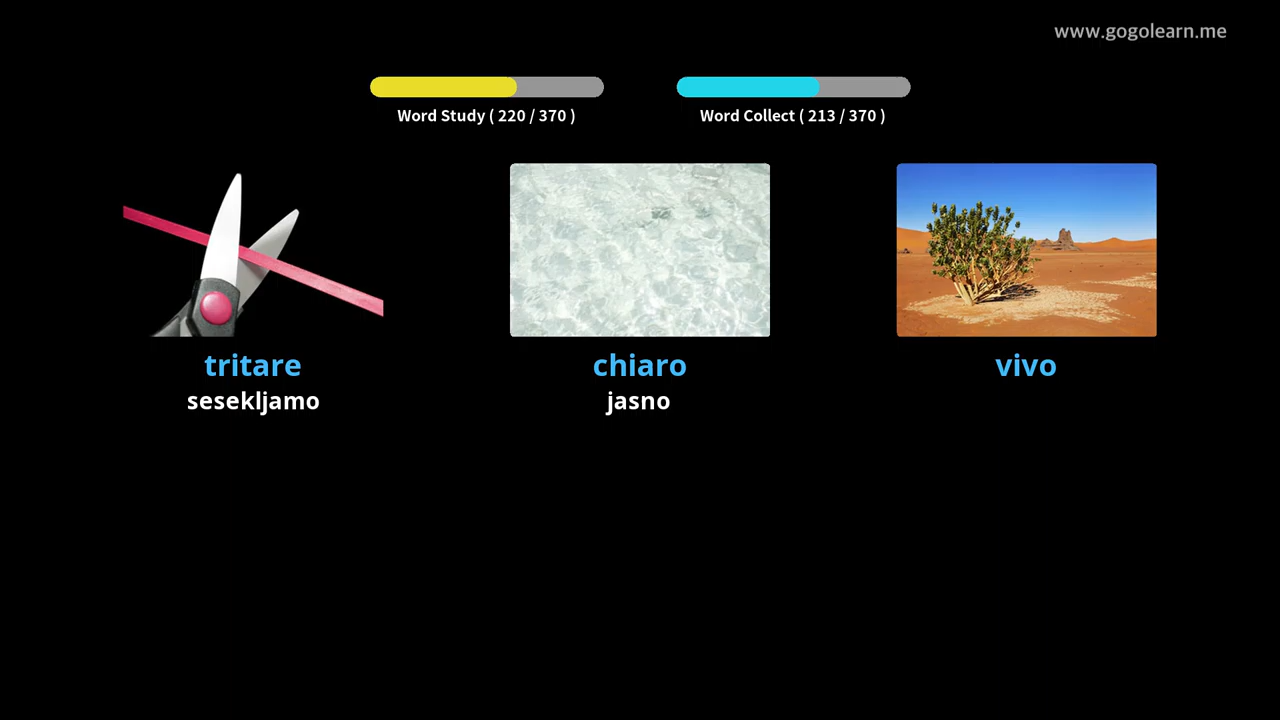 www.gogolearn.me
Word Study ( 220 / 370 )
Word Collect ( 213 / 370 )
tritare
sesekljamo
chiaro
jasno
vivo